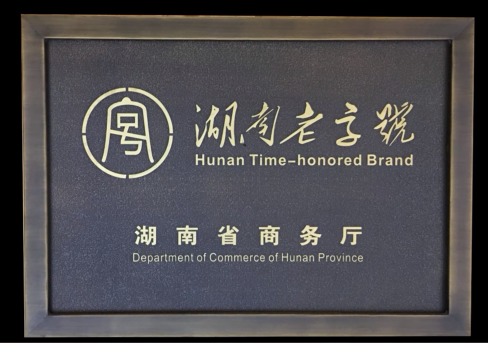 湖南老字號
Hunan Time-honored Brand
湖南省商务厅
Department of Commerce of Hunan Province